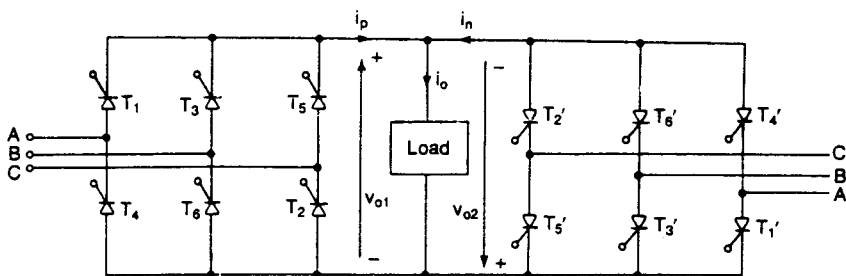 i_p i_n
+ −
T_1 T_3 T_5 i_o T_2' T_6' T_4'
A C
B Load B
C A
T_4 T_6 T_2 v_o1 v_o2 T_5' T_3' T_1'
− +